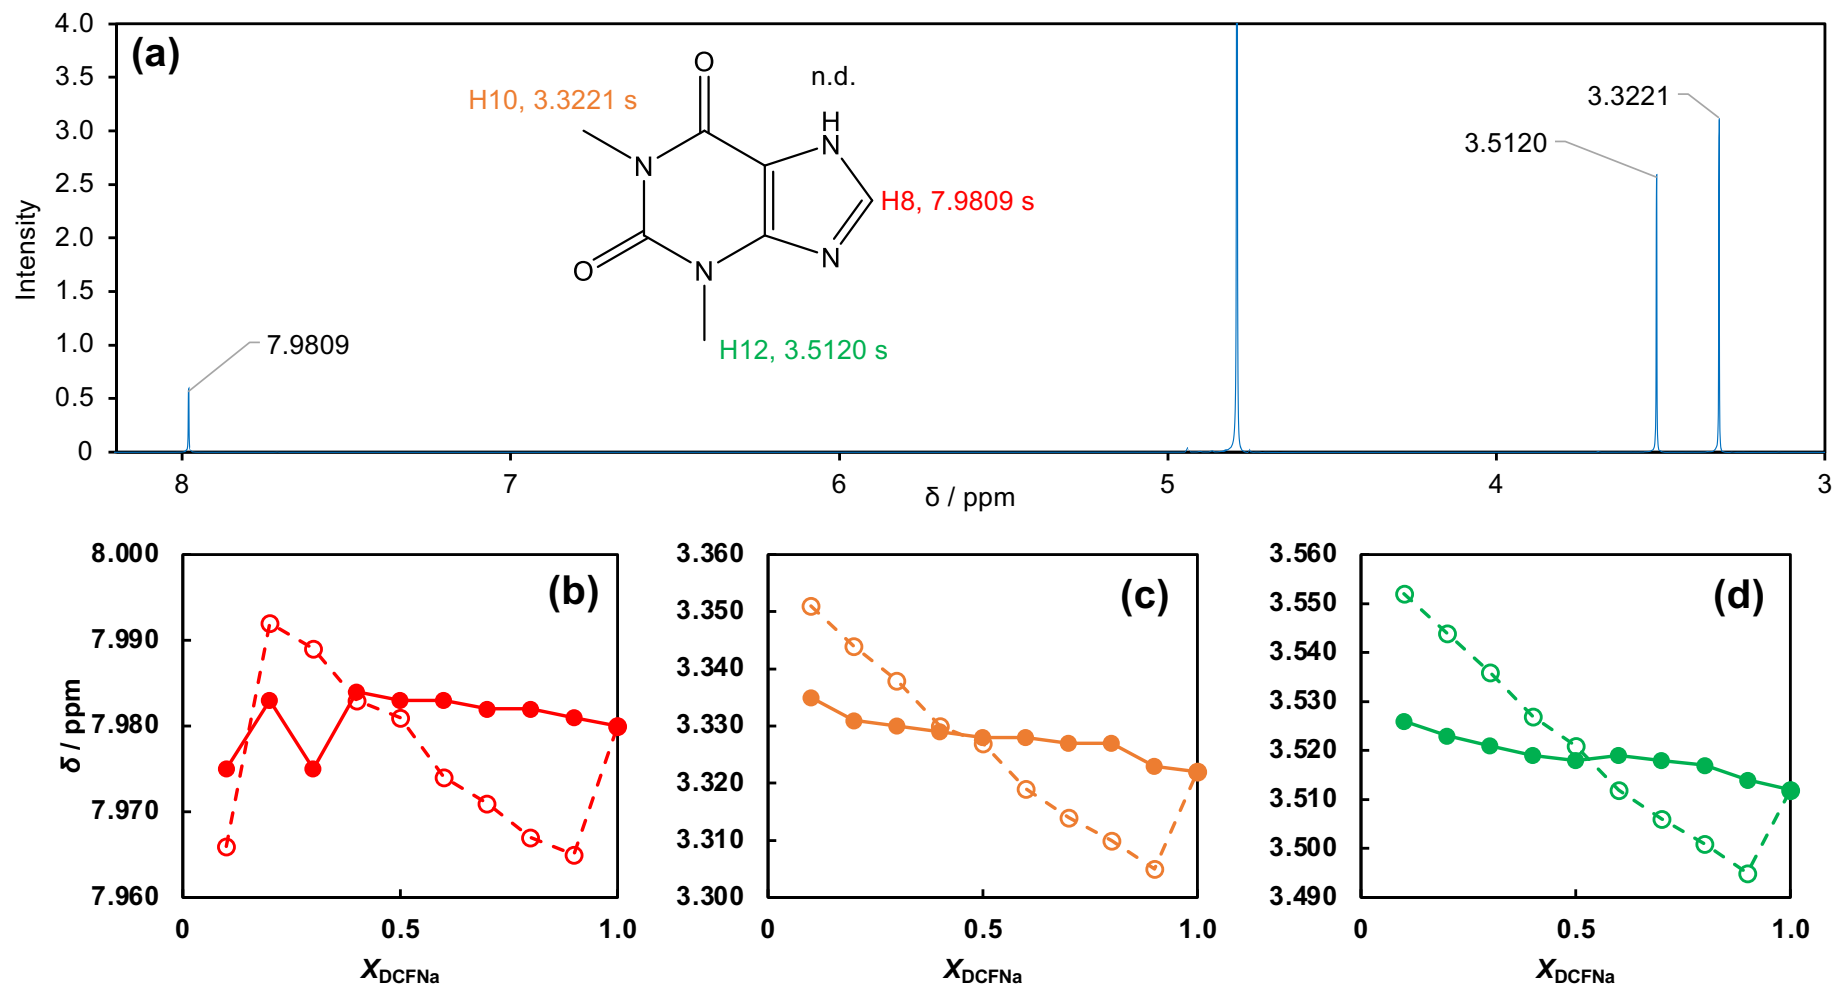 (a)
Intensity
4.0
3.5
3.0
2.5
2.0
1.5
1.0
0.5
0
8
7
6
5
4
3
δ / ppm
H10, 3.3221 s
O
n.d.
H
N
N
H8, 7.9809 s
O
N
N
H12, 3.5120 s
7.9809
3.5120
3.3221
(b)
δ / ppm
8.000
7.990
7.980
7.970
7.960
0
0.5
1.0
XDCFNa
(c)
3.360
3.350
3.340
3.330
3.320
3.310
3.300
0
0.5
1.0
XDCFNa
(d)
3.560
3.550
3.540
3.530
3.520
3.510
3.500
3.490
0
0.5
1.0
XDCFNa